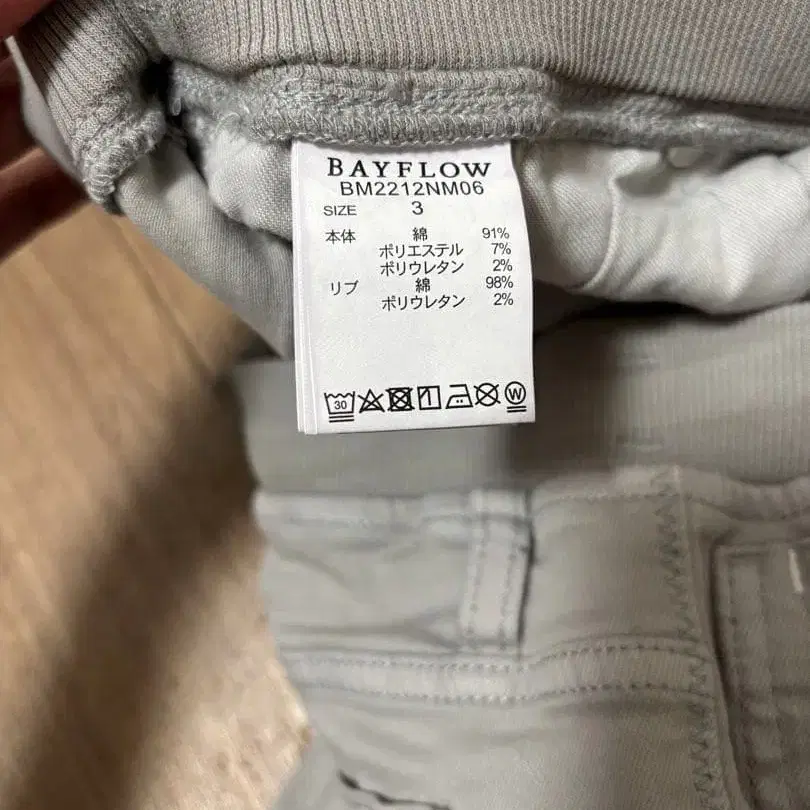 BAYFLOW
BM2212NM06
SIZE 3
本体 綿 91%
ポリエステル 7%
ポリウレタン 2%
リブ 綿 98%
ポリウレタン 2%
30 W